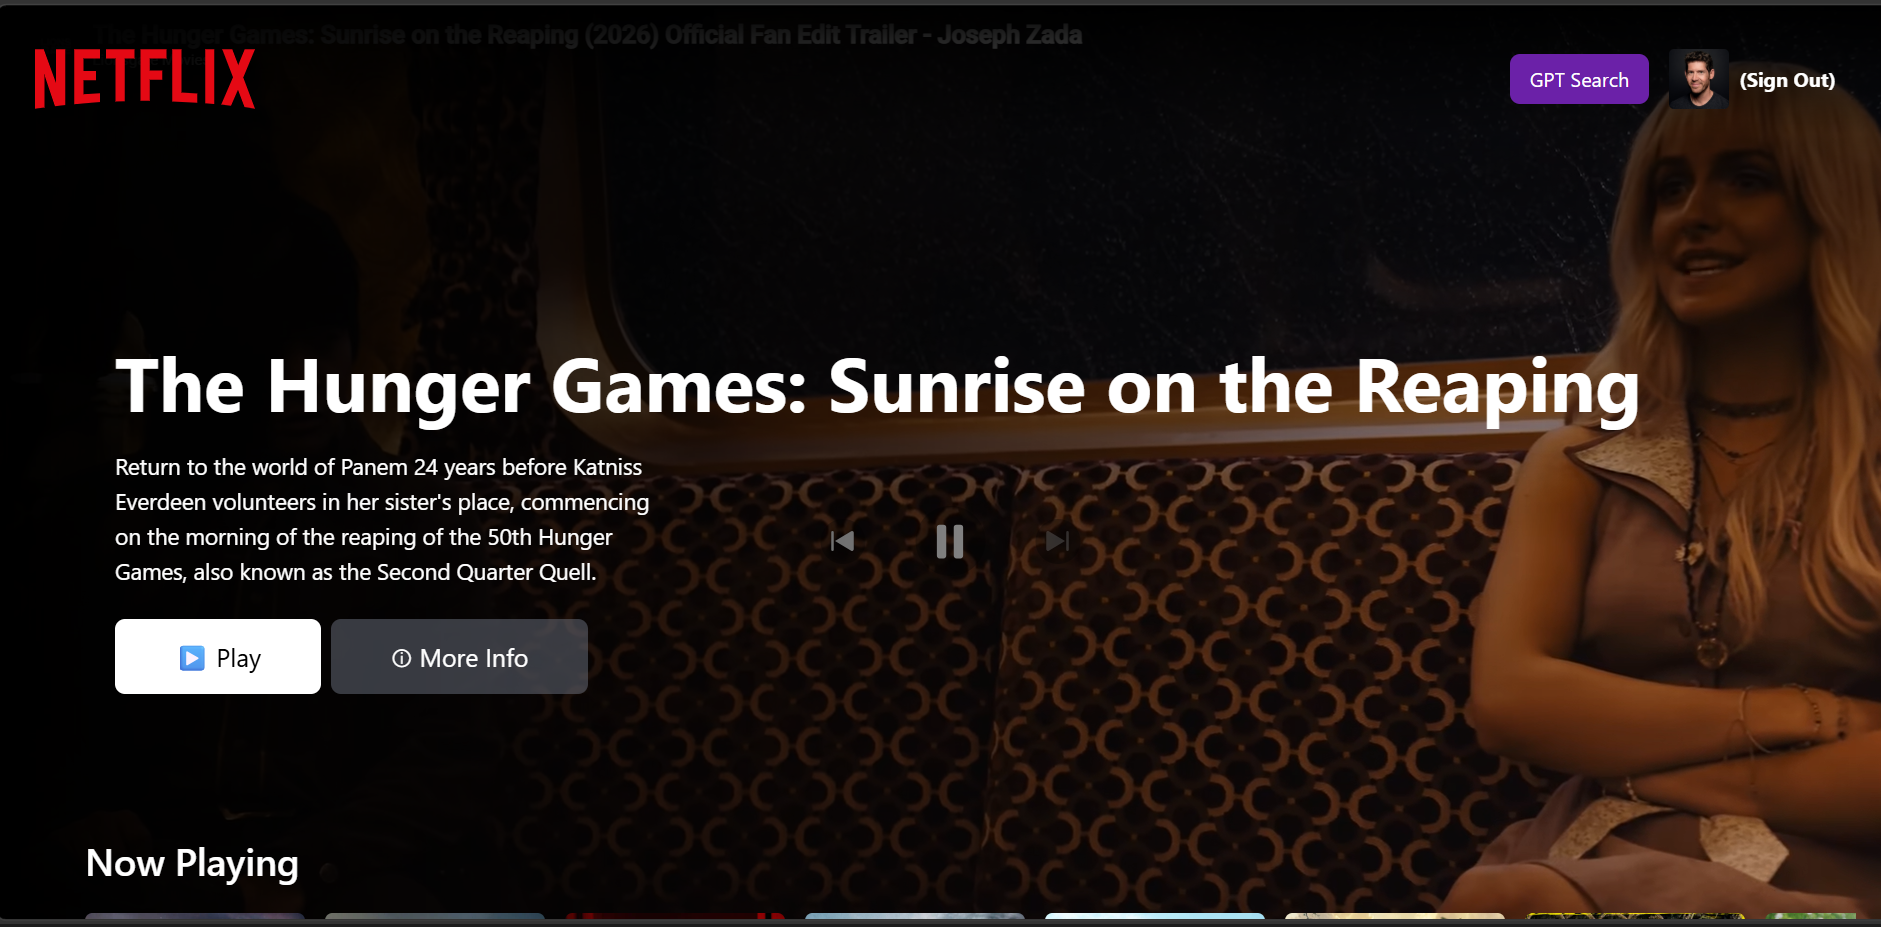 The Hunger Games: Sunrise on the Reaping (2026) Official Fan Edit Trailer - Joseph Zada
NETFLIX
GPT Search
(Sign Out)
The Hunger Games: Sunrise on the Reaping
Return to the world of Panem 24 years before Katniss
Everdeen volunteers in her sister's place, commencing
on the morning of the reaping of the 50th Hunger
Games, also known as the Second Quarter Quell.
Play
More Info
Now Playing